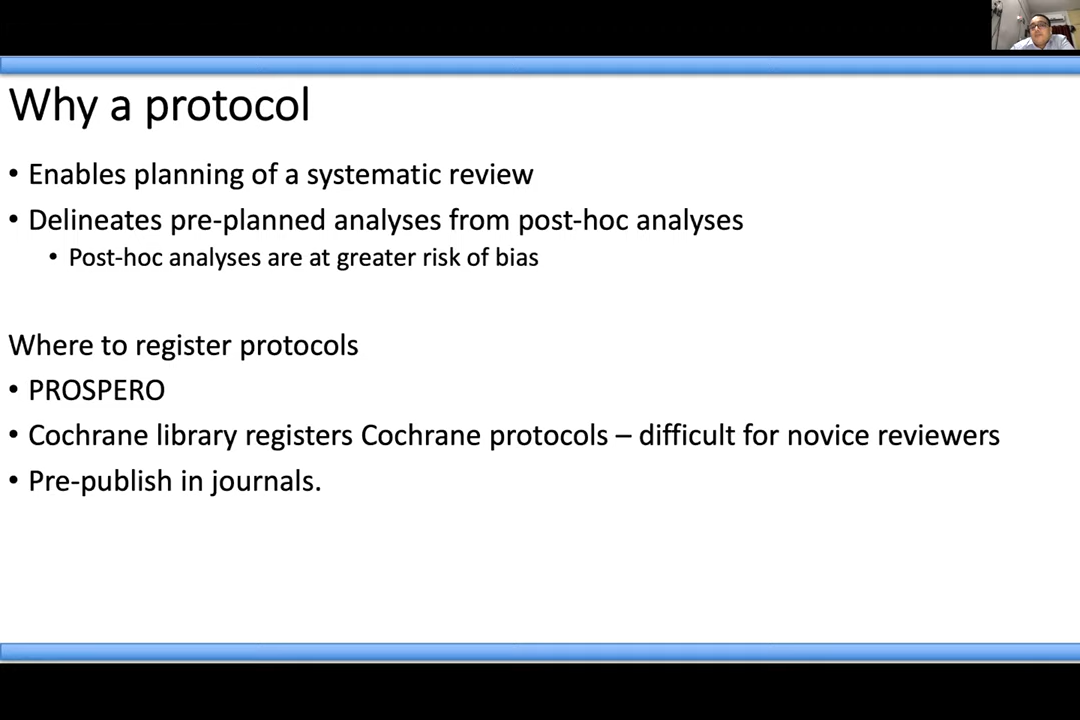 Why a protocol
• Enables planning of a systematic review
• Delineates pre-planned analyses from post-hoc analyses
• Post-hoc analyses are at greater risk of bias
Where to register protocols
• PROSPERO
• Cochrane library registers Cochrane protocols – difficult for novice reviewers
• Pre-publish in journals.